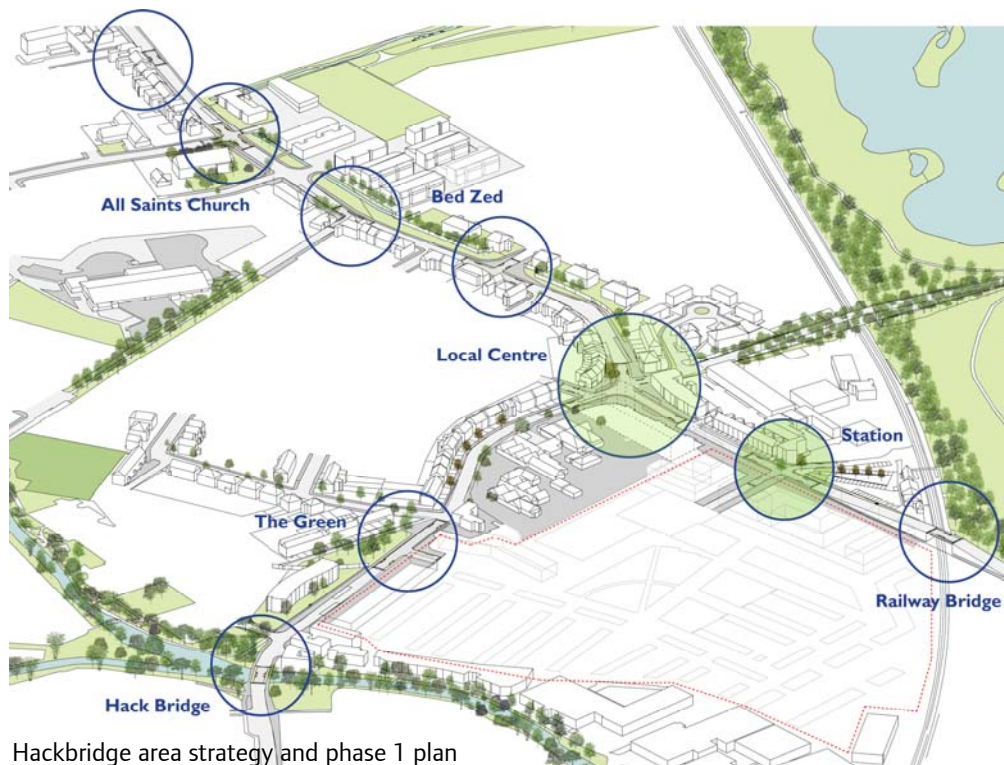 All Saints Church
Bed Zed
Local Centre
Station
The Green
Railway Bridge
Hack Bridge
Hackbridge area strategy and phase 1 plan